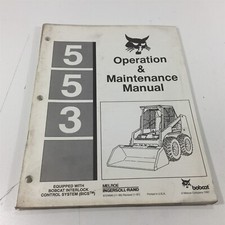 5
5
3
Operation
&
Maintenance
Manual
EQUIPPED WITH
BOBCAT INTERLOCK
CONTROL SYSTEM (BICS™)
MELROE
INGERSOLL-RAND
bobcat